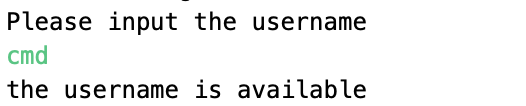 Please input the username
cmd
the username is available